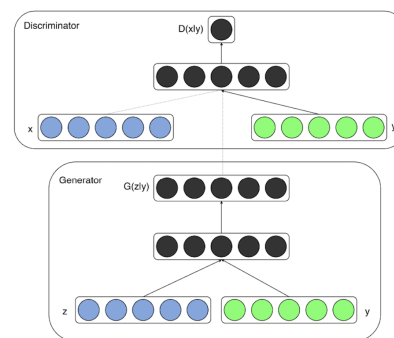 Discriminator
D(x|y)
x
y
Generator
G(z|y)
z
y